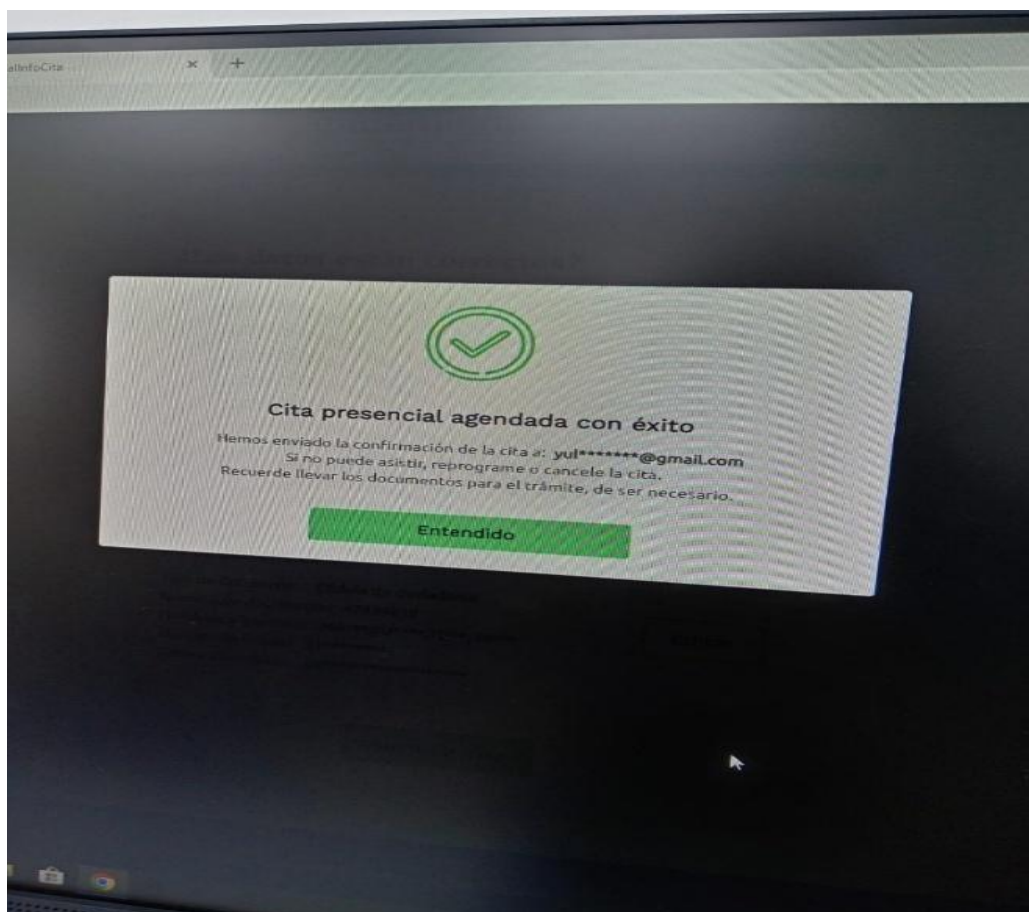 alInfoCita
Cita presencial agendada con éxito
Hemos enviado la confirmación de la cita a: yul*******@gmail.com
Si no puede asistir, reprograme o cancele la cita.
Recuerde llevar los documentos para el trámite, de ser necesario.
Entendido